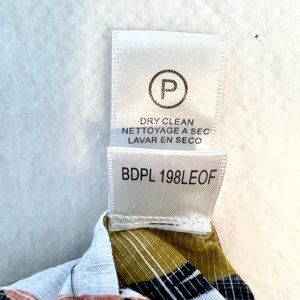 P
DRY CLEAN
NETTOYAGE A SEC
LAVAR EN SECO
BDPL 198LEOF